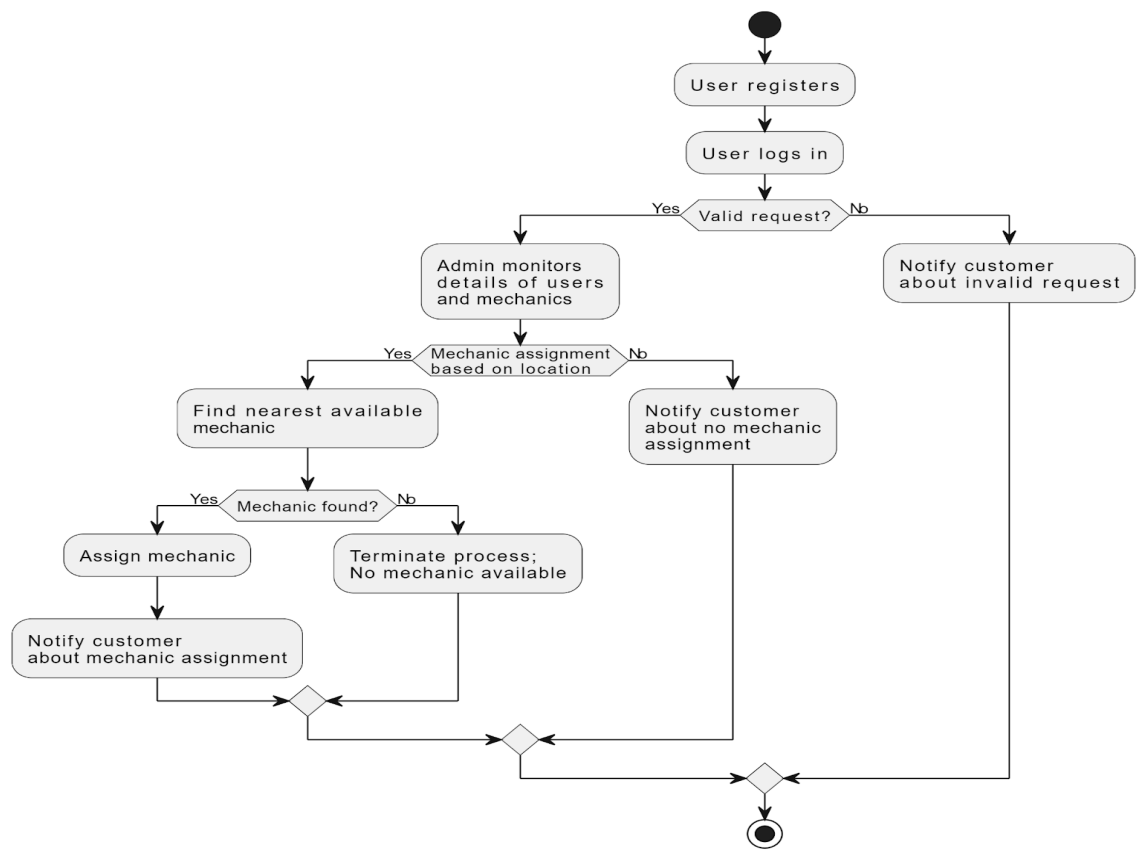 User registers
User logs in
Yes
Valid request?
No
Admin monitors
details of users
and mechanics
Notify customer
about invalid request
Yes
Mechanic assignment
based on location
No
Find nearest available
mechanic
Notify customer
about no mechanic
assignment
Yes
Mechanic found?
No
Assign mechanic
Terminate process;
No mechanic available
Notify customer
about mechanic assignment